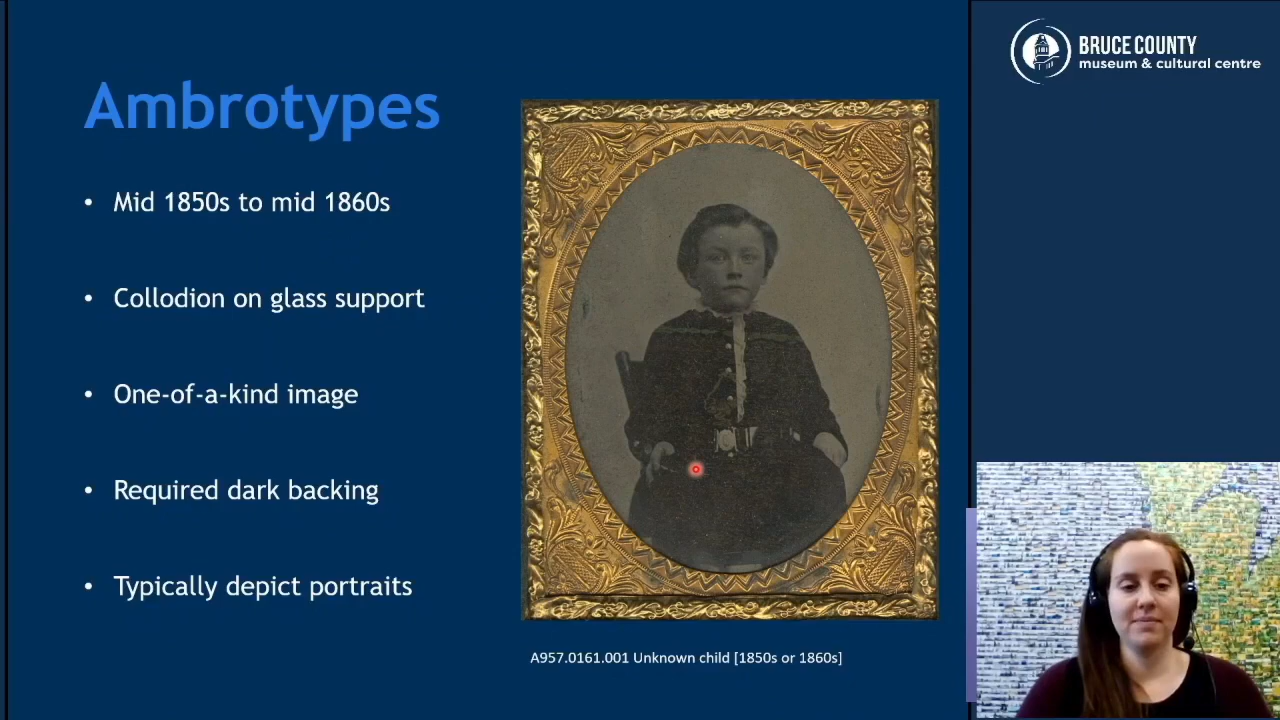 BRUCE COUNTY
museum & cultural centre
Ambrotypes
• Mid 1850s to mid 1860s
• Collodion on glass support
• One-of-a-kind image
• Required dark backing
• Typically depict portraits
A957.0161.001 Unknown child [1850s or 1860s]